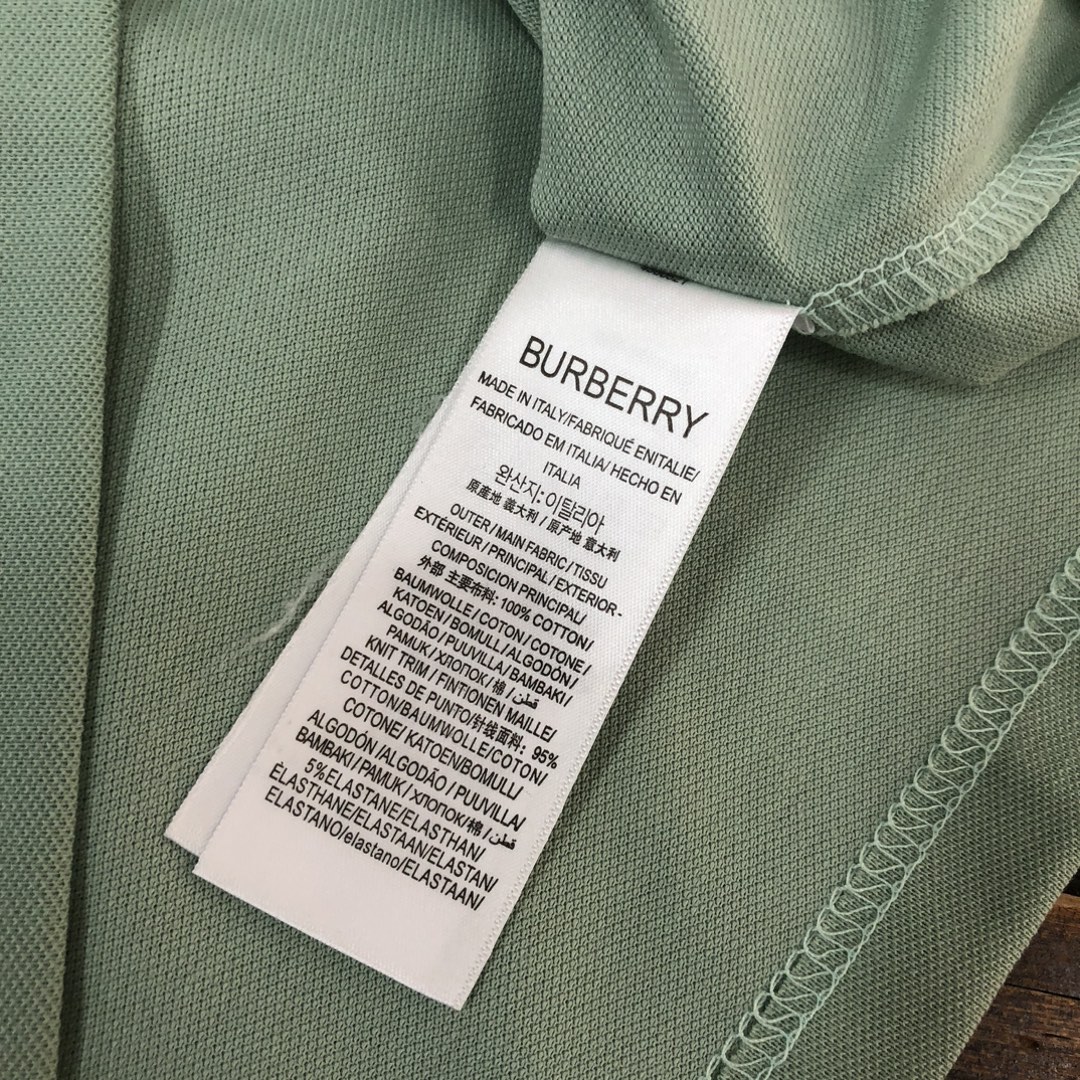 BURBERRY
MADE IN ITALY/FABRIQUÉ ENITALIE/
FABRICADO EM ITALIA/ HECHO EN
ITALIA
완산지: 이탈리아
原產地 義大利 / 原产地 意大利
OUTER / MAIN FABRIC / TISSU
EXTÉRIEUR / PRINCIPAL / EXTERIOR-
COMPOSICION PRINCIPAL/
外部 主要布料: 100% COTTON/
BAUMWOLLE / COTON / COTONE/
KATOEN / BOMULL / ALGODÓN/
ALGODÃO / PUUVILLA / BAMBAKI/
PAMUK / ХЛОПОК / 棉 / قطن/
KNIT TRIM / FINTIONEN MAILLE/
DETALLES DE PUNTO/针线面料: 95%
COTTON/BAUMWOLLE/COTON/
COTONE/ KATOEN/BOMULL/
ALGODÓN /ALGODÃO / PUUVILLA/
BAMBAKI / PAMUK / ХЛОПОК/棉 / قطن/
5%ELASTANE/ELASTHAN/
ÉLASTHANE/ELASTAAN/ELASTAN/
ELASTANO/elastano/ELASTAANI/